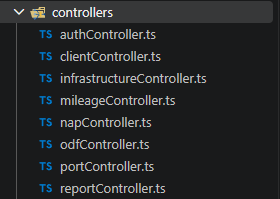 controllers
TS authController.ts
TS clientController.ts
TS infrastructureController.ts
TS mileageController.ts
TS napController.ts
TS odfController.ts
TS portController.ts
TS reportController.ts